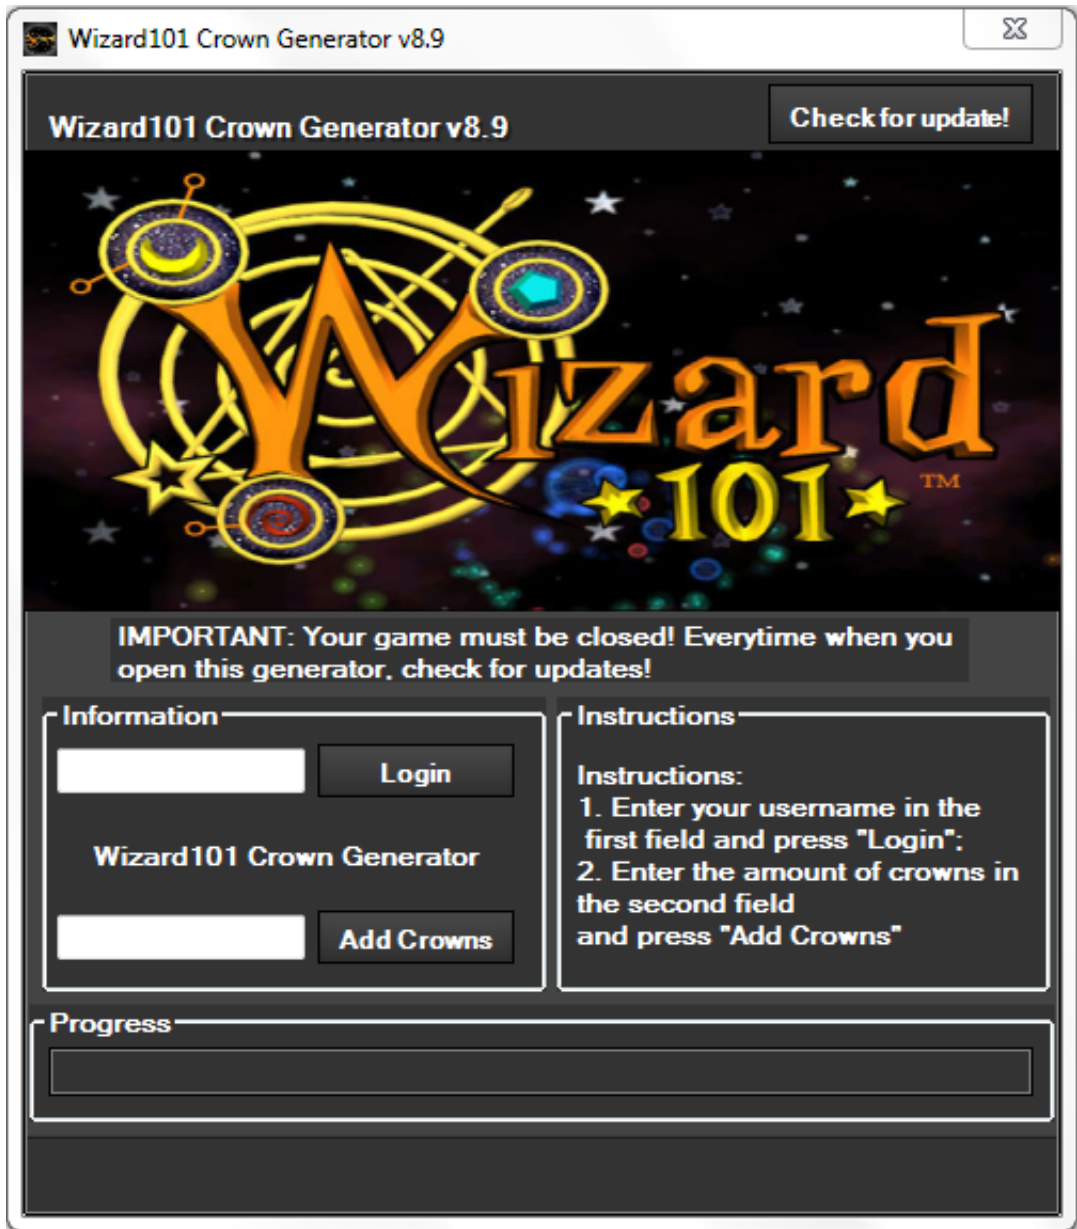 Wizard101 Crown Generator v8.9
Wizard101 Crown Generator v8.9
Check for update!
Wizard
101
TM
IMPORTANT: Your game must be closed! Everytime when you
open this generator, check for updates!
Information
Login
Wizard101 Crown Generator
Add Crowns
Instructions
Instructions:
1. Enter your username in the
first field and press "Login";
2. Enter the amount of crowns in
the second field
and press "Add Crowns"
Progress